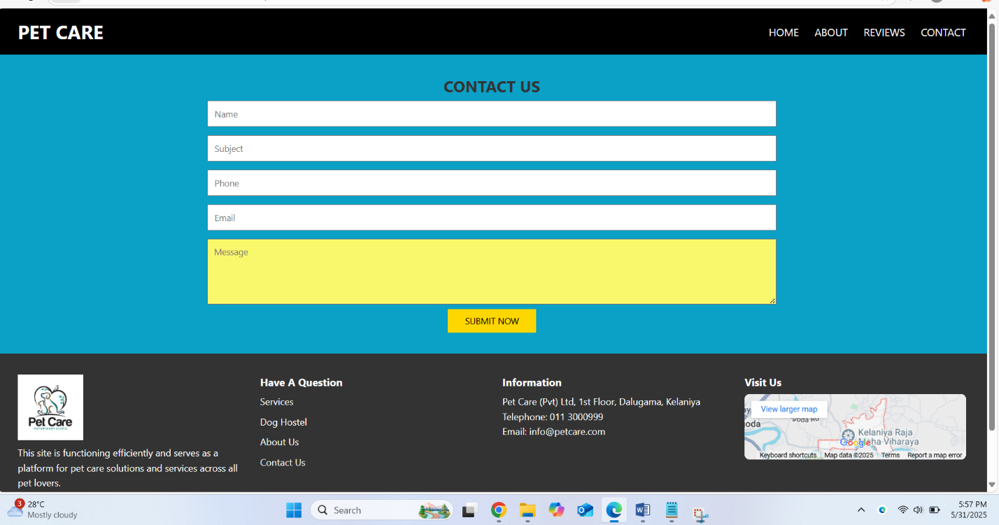 PET CARE
HOME ABOUT REVIEWS CONTACT
CONTACT US
Name
Subject
Phone
Email
Message
SUBMIT NOW
Pet Care
VETERINARY CLINIC
This site is functioning efficiently and serves as a
platform for pet care solutions and services across all
pet lovers.
Have A Question
Services
Dog Hostel
About Us
Contact Us
Information
Pet Care (Pvt) Ltd, 1st Floor, Dalugama, Kelaniya
Telephone: 011 3000999
Email: info@petcare.com
Visit Us
View larger map
Kelaniya Raja
Maha Viharaya
Google
Keyboard shortcuts Map data ©2025 Terms Report a map error
3
28°C
Mostly cloudy
Search
5:57 PM
5/31/2025